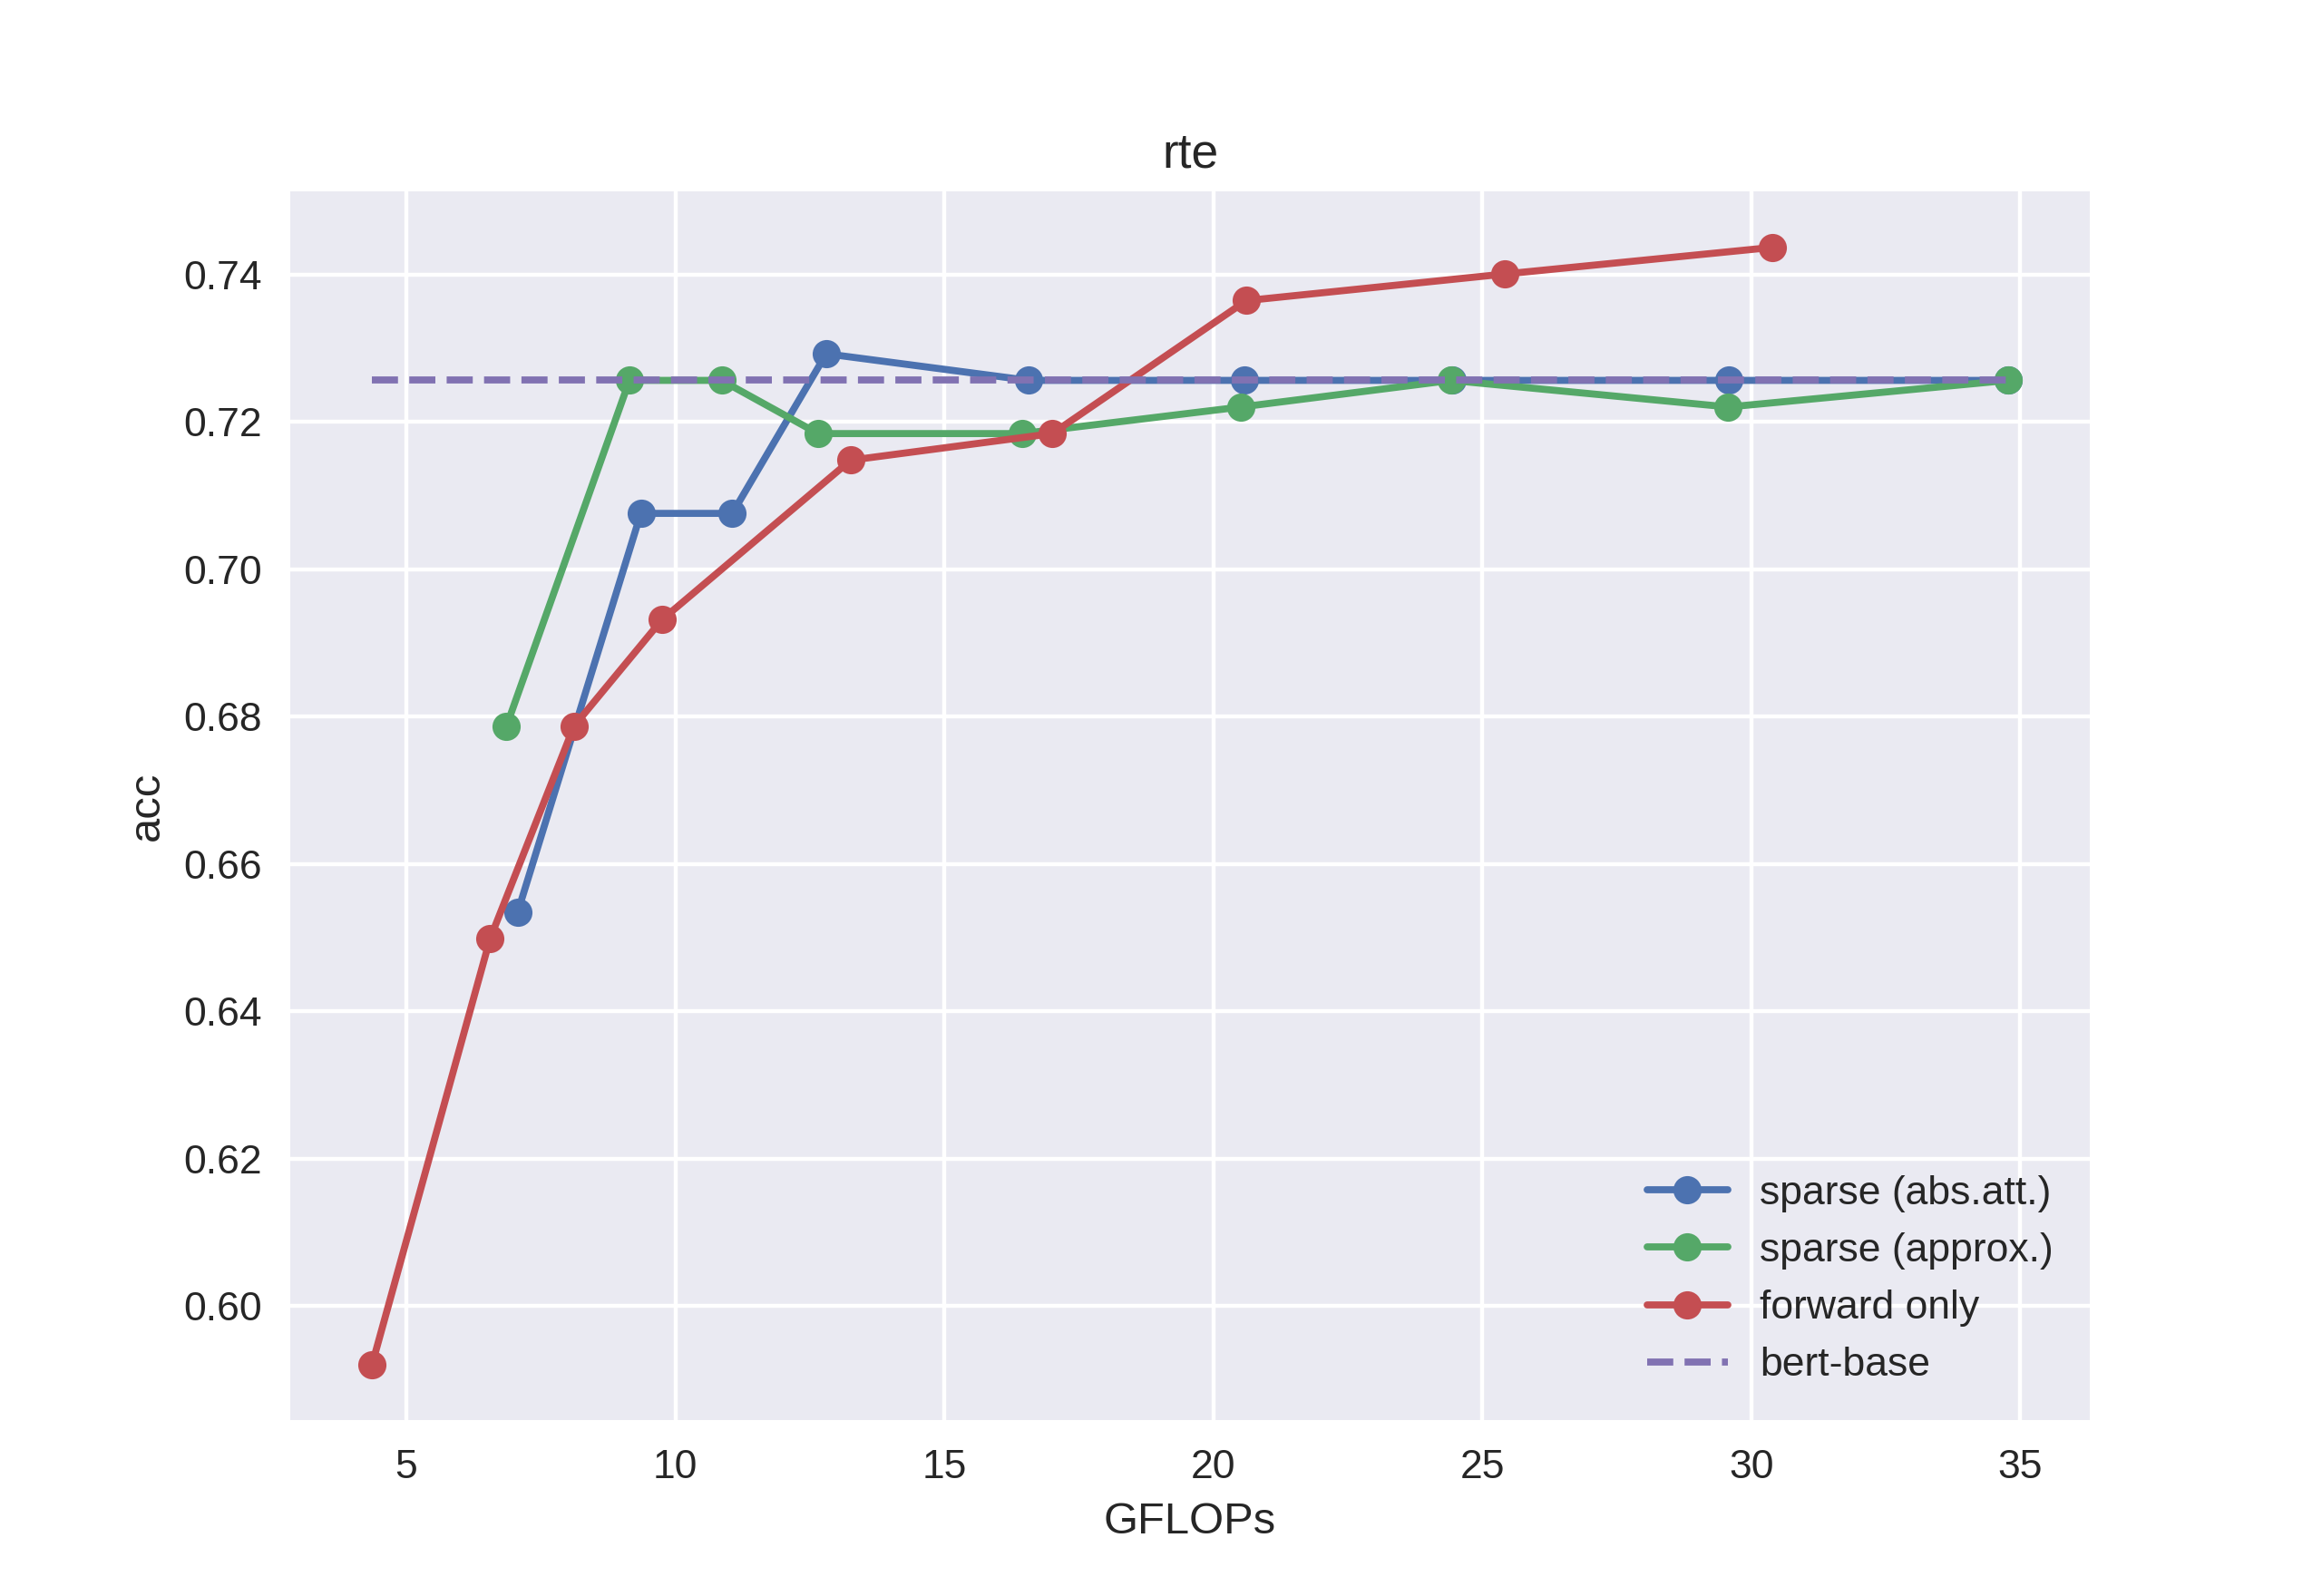 rte
0.74
0.72
0.70
0.68
0.66
0.64
0.62
0.60
acc
5 10 15 20 25 30 35
GFLOPs
sparse (abs.att.)
sparse (approx.)
forward only
bert-base